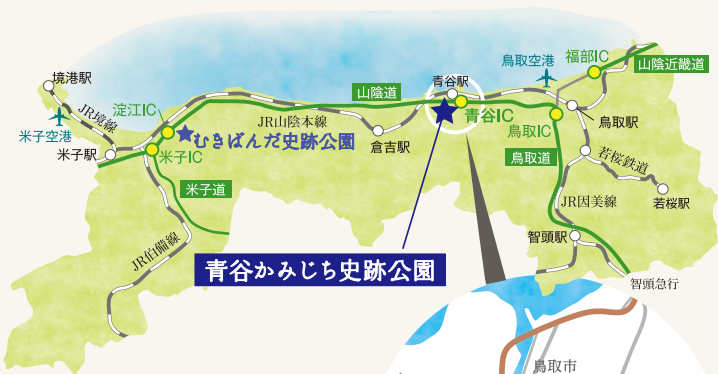 福部IC
鳥取空港
山陰近畿道
境港駅
青谷駅
山陰道
JR境線
淀江IC
JR山陰本線
青谷IC
鳥取IC
鳥取駅
米子空港
むきばんだ史跡公園
倉吉駅
米子駅
米子IC
鳥取道
若桜鉄道
米子道
JR因美線
若桜駅
JR伯備線
智頭駅
青谷かみじち史跡公園
智頭急行
鳥取市